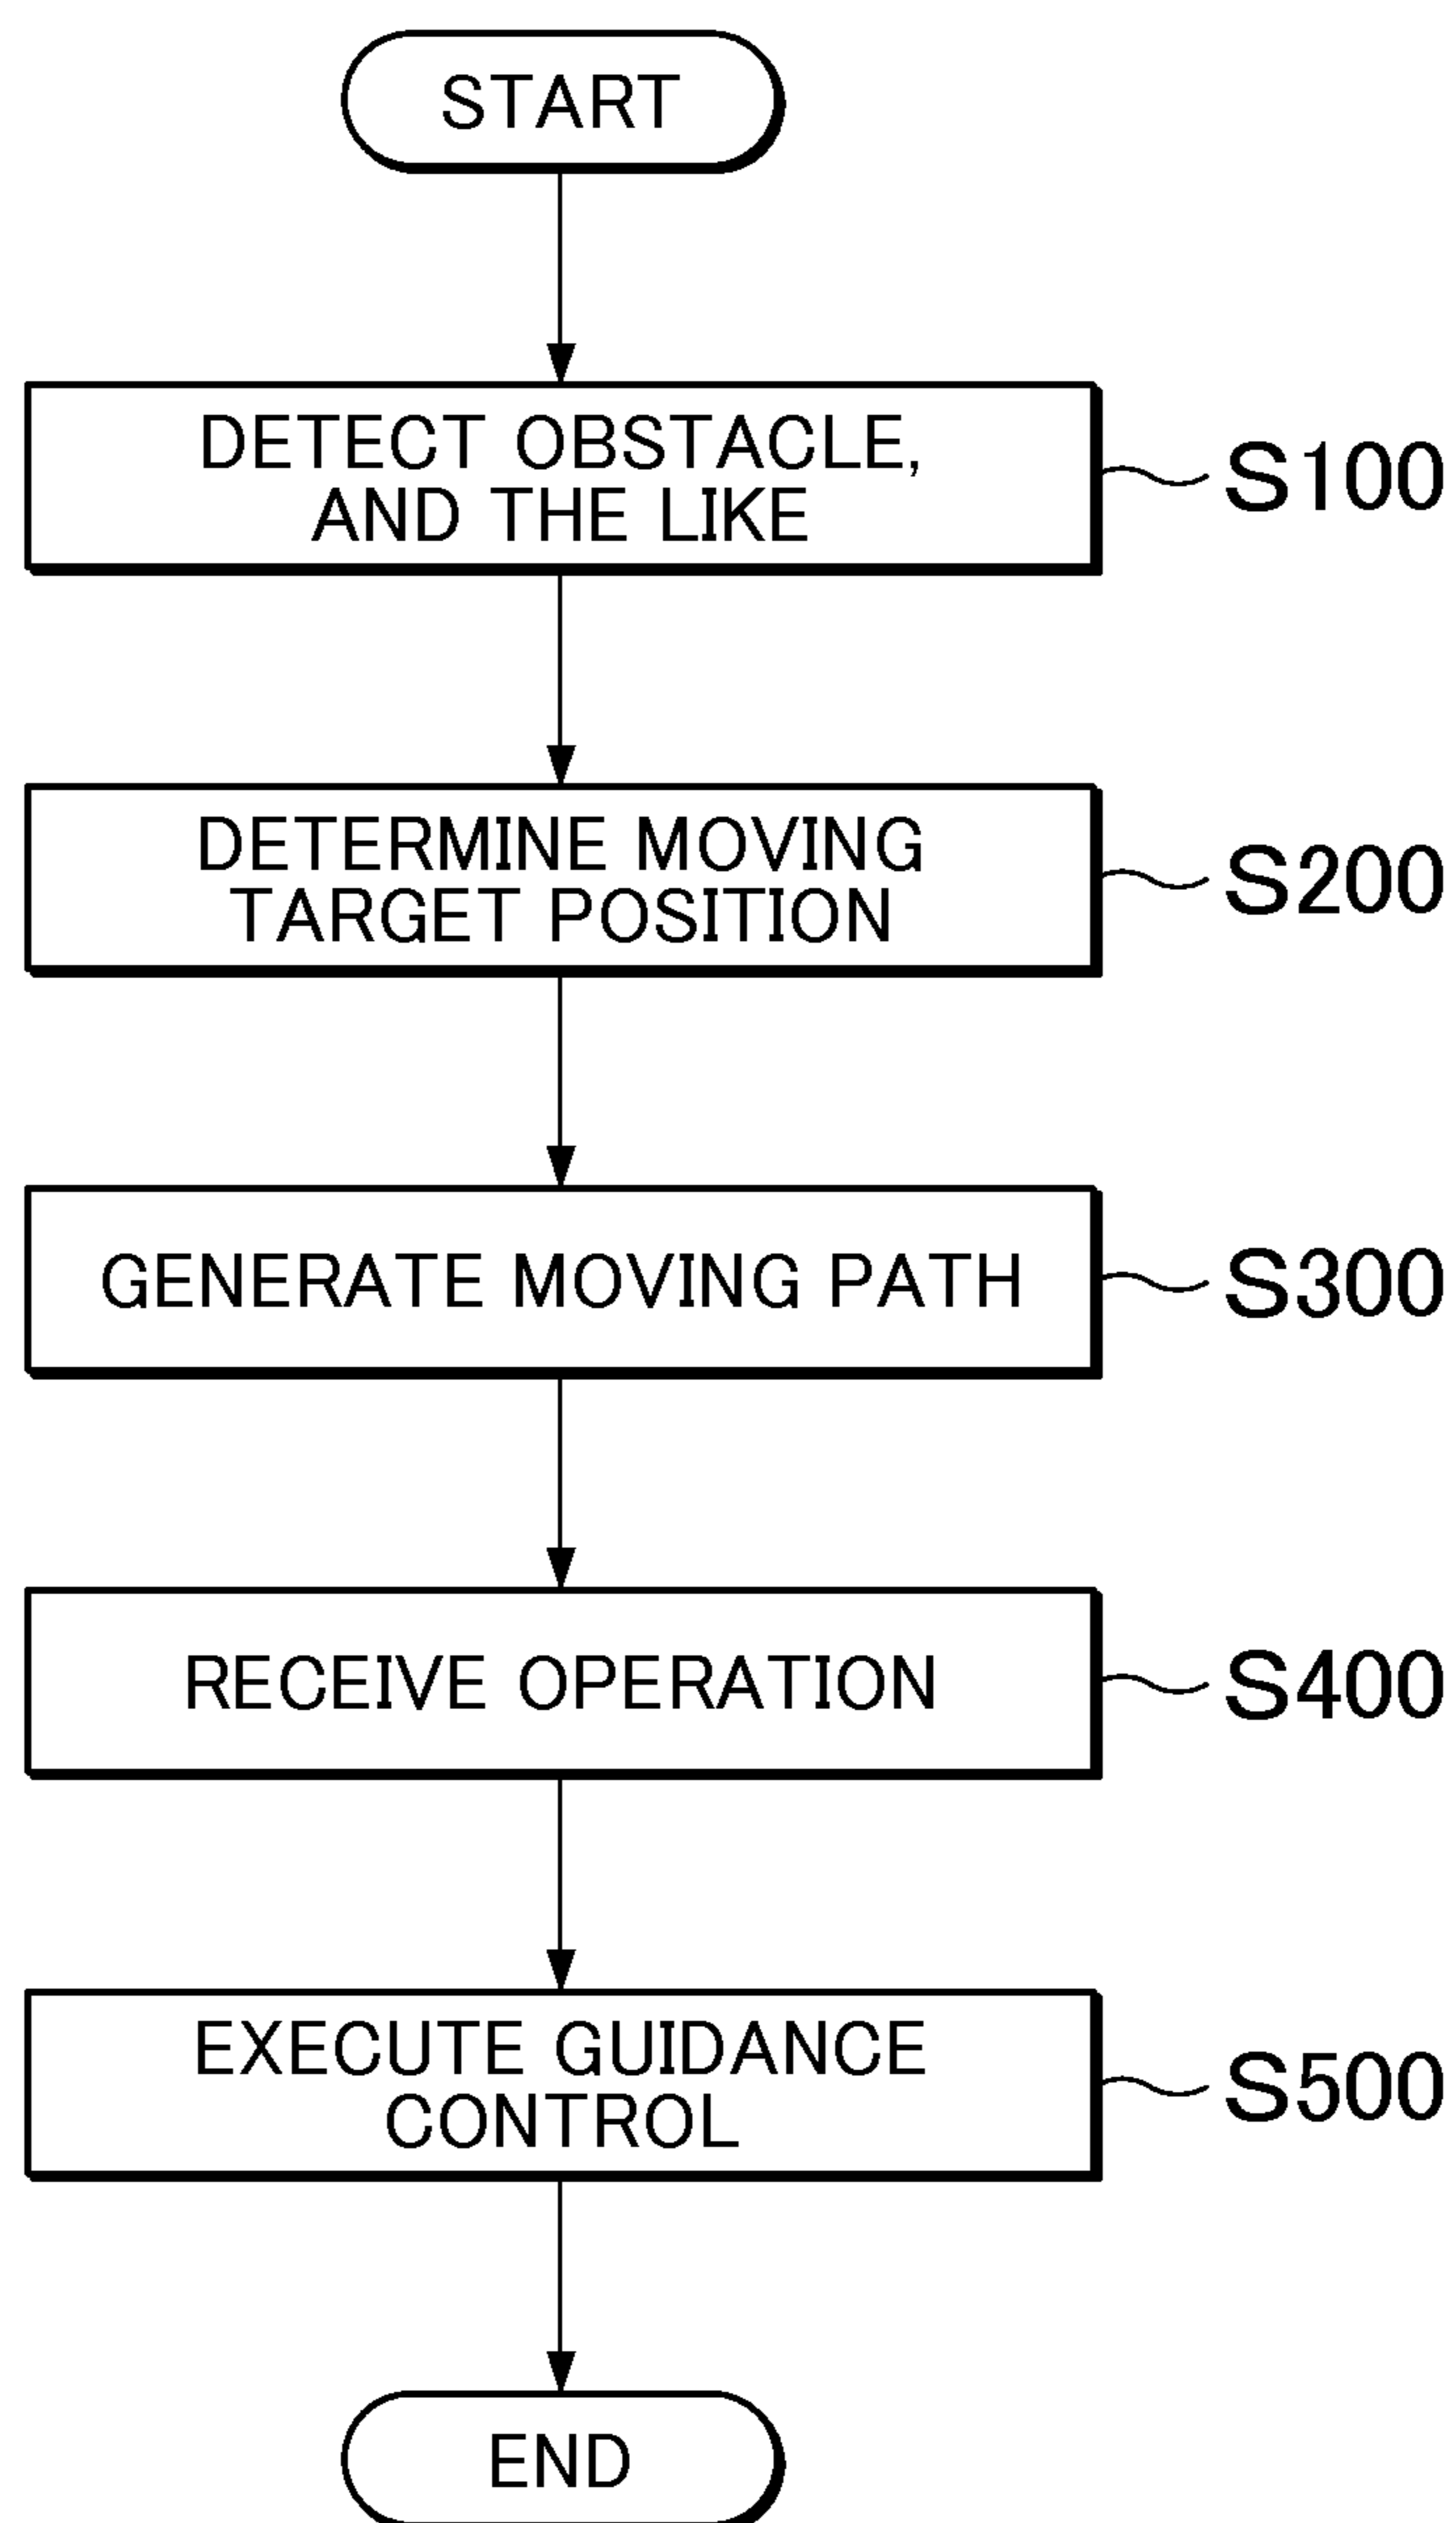 START
DETECT OBSTACLE,
AND THE LIKE
S100
DETERMINE MOVING
TARGET POSITION
S200
GENERATE MOVING PATH
S300
RECEIVE OPERATION
S400
EXECUTE GUIDANCE
CONTROL
S500
END